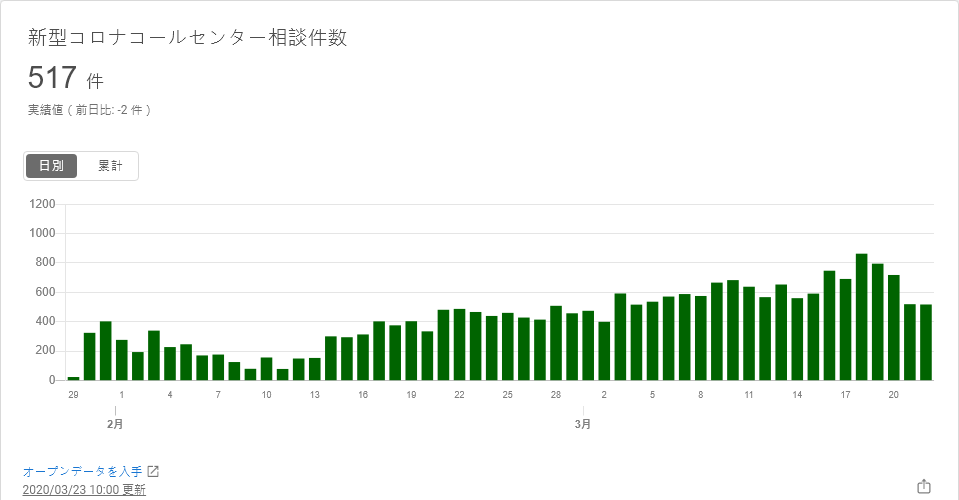 新型コロナコールセンター相談件数
517 件
実績値 ( 前日比: -2 件 )
日別 累計
1200
1000
800
600
400
200
0
29 1 4 7 10 13 16 19 22 25 28 2 5 8 11 14 17 20
2月 3月
オープンデータを入手
2020/03/23 10:00 更新